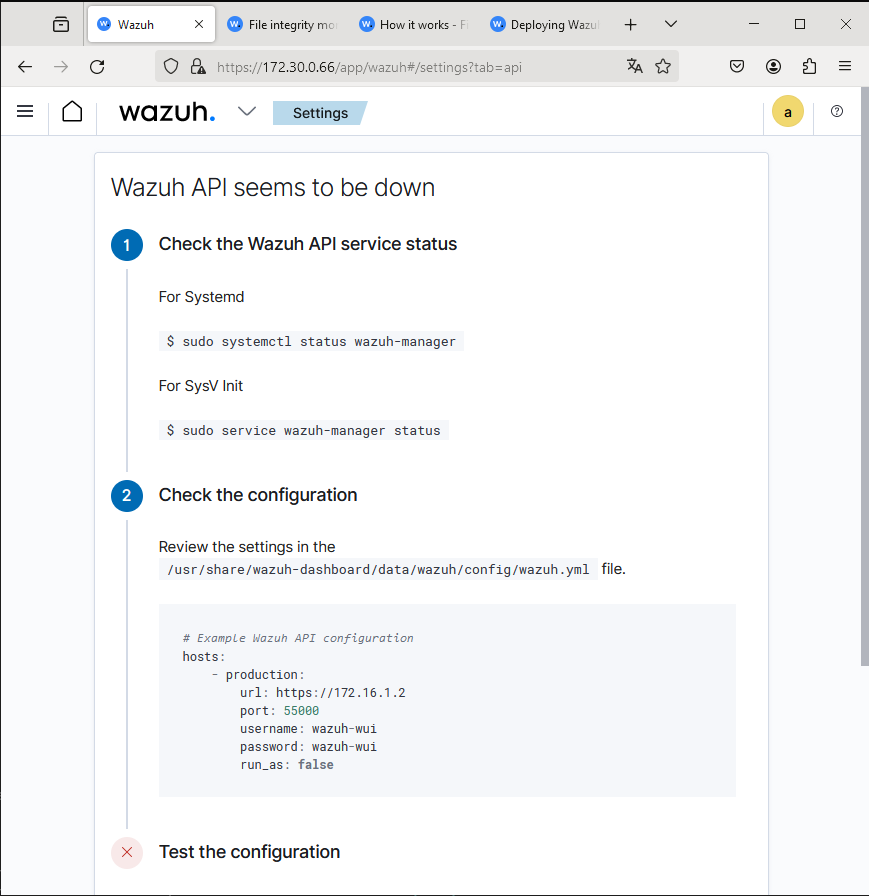 Wazuh
File integrity mo
How it works - F
Deploying Wazu
https://172.30.0.66/app/wazuh#/settings?tab=api
wazuh.
Settings
a
Wazuh API seems to be down
1
Check the Wazuh API service status
For Systemd
$ sudo systemctl status wazuh-manager
For SysV Init
$ sudo service wazuh-manager status
2
Check the configuration
Review the settings in the
/usr/share/wazuh-dashboard/data/wazuh/config/wazuh.yml file.
# Example Wazuh API configuration
hosts:
- production:
url: https://172.16.1.2
port: 55000
username: wazuh-wui
password: wazuh-wui
run_as: false
Test the configuration